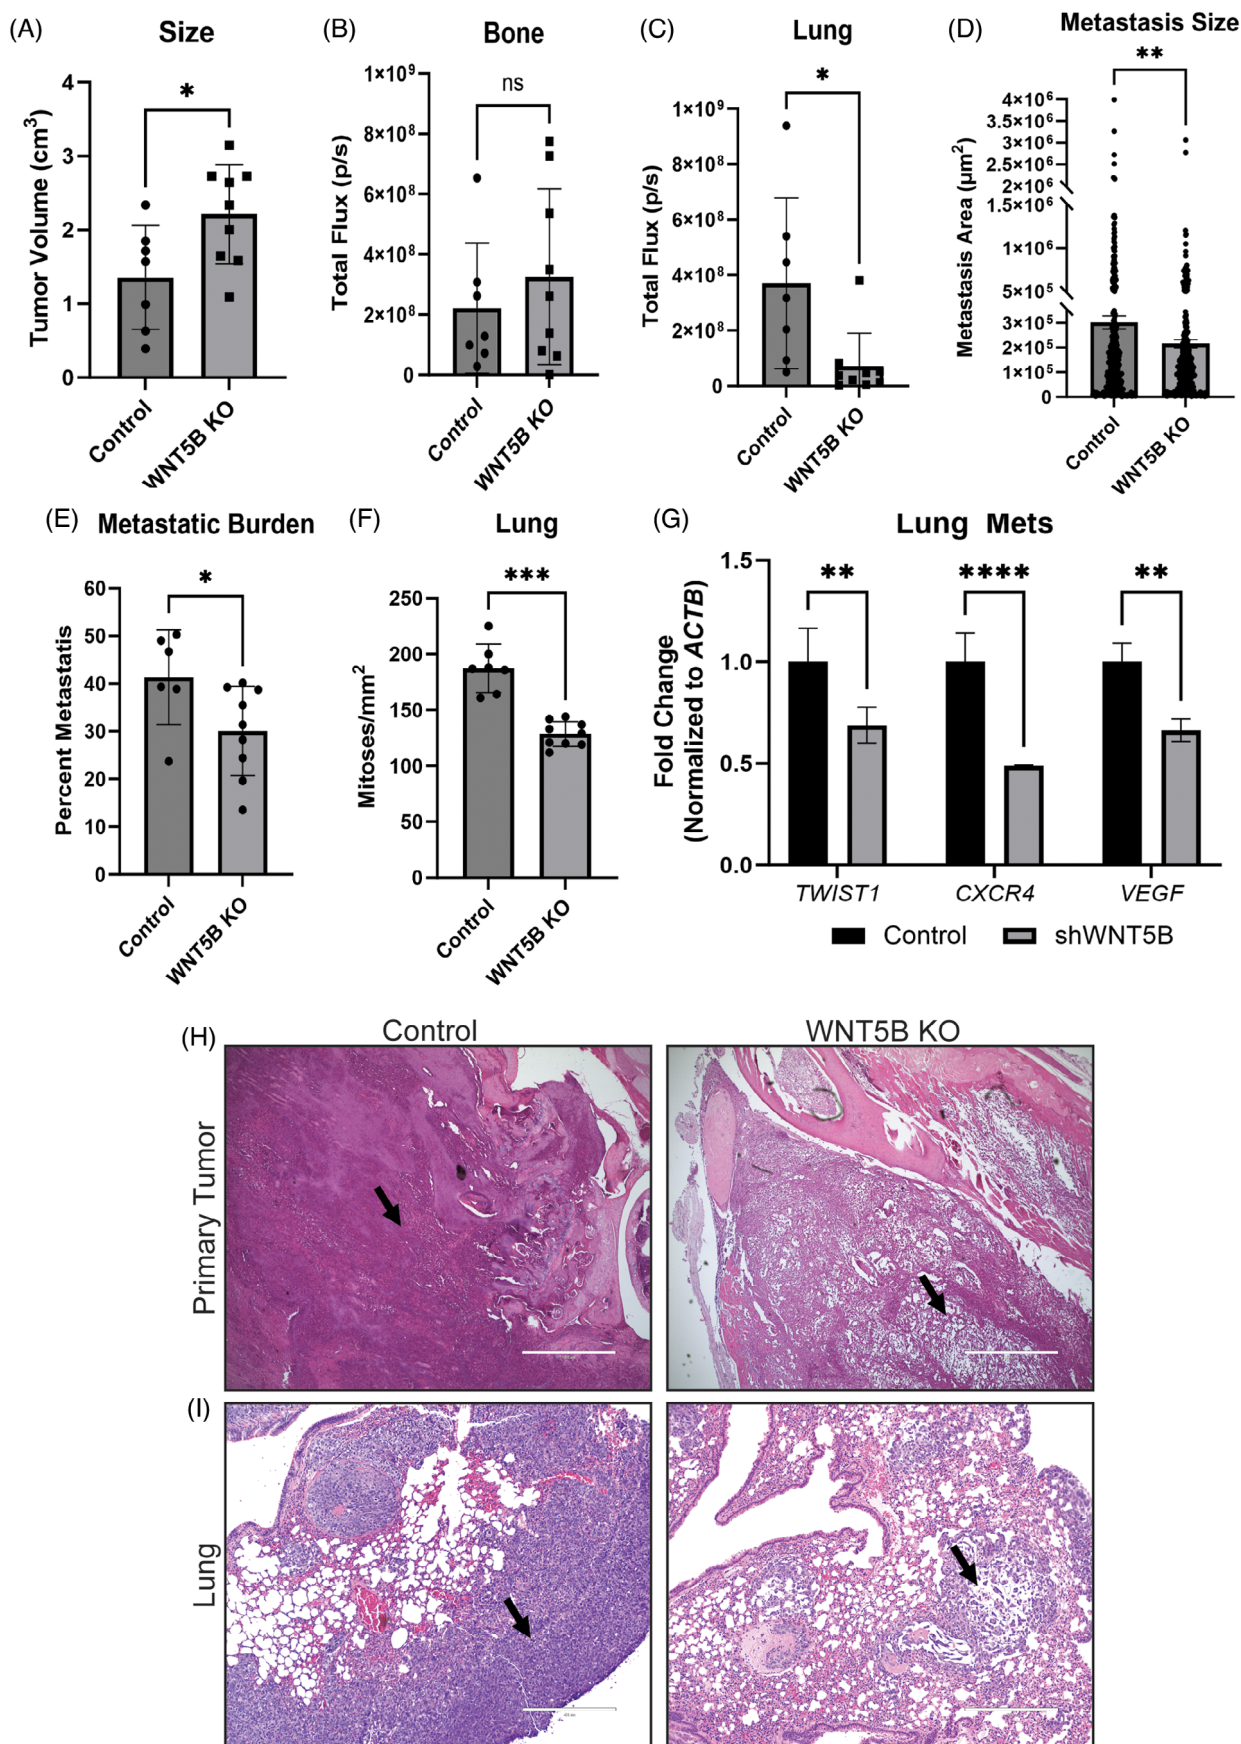 (A) Size
Tumor Volume (cm³)
4
3
2
1
0
*
Control
WNT5B KO
(B) Bone
Total Flux (p/s)
1×10⁹
8×10⁸
6×10⁸
4×10⁸
2×10⁸
0
ns
Control
WNT5B KO
(C) Lung
Total Flux (p/s)
1×10⁹
8×10⁸
6×10⁸
4×10⁸
2×10⁸
0
*
Control
WNT5B KO
(D) Metastasis Size
Metastasis Area (μm²)
4×10⁶
3.5×10⁶
3×10⁶
2.5×10⁶
2×10⁶
1.5×10⁶
1×10⁶
5×10⁵
3×10⁵
2×10⁵
1×10⁵
0
**
Control
WNT5B KO
(E) Metastatic Burden
Percent Metastatis
60
50
40
30
20
10
0
*
Control
WNT5B KO
(F) Lung
Mitoses/mm²
250
200
150
100
50
0
***
Control
WNT5B KO
(G) Lung Mets
Fold Change
(Normalized to ACTB)
1.5
1.0
0.5
0.0
** **** **
TWIST1 CXCR4 VEGF
Control shWNT5B
(H) Control WNT5B KO
Primary Tumor
(I)
Lung